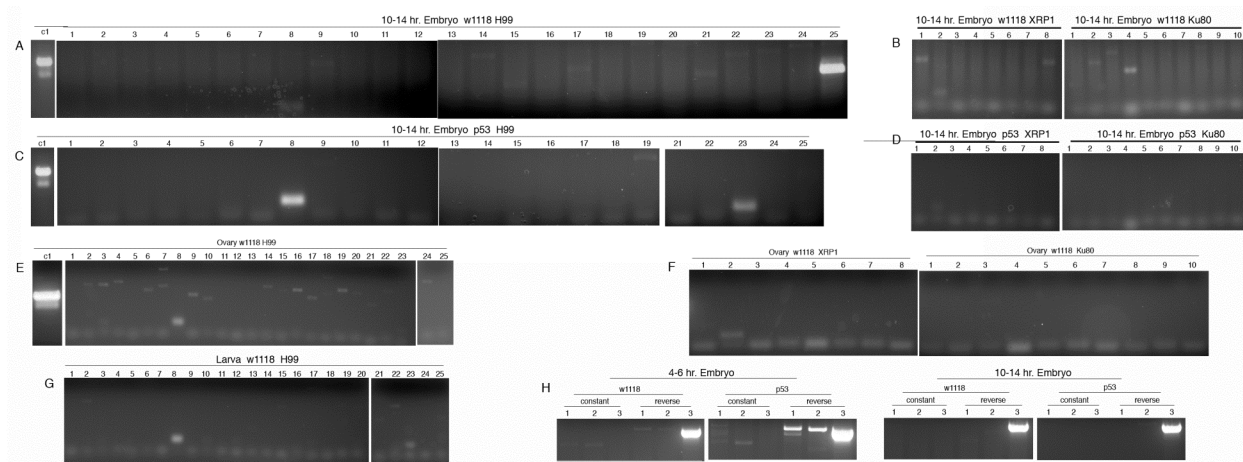 10-14 hr. Embryo w1118 H99
A
c1 1 2 3 4 5 6 7 8 9 10 11 12 13 14 15 16 17 18 19 20 21 22 23 24 25
10-14 hr. Embryo w1118 XRP1
10-14 hr. Embryo w1118 Ku80
B
1 2 3 4 5 6 7 8
1 2 3 4 5 6 7 8 9 10
10-14 hr. Embryo p53 H99
C
c1 1 2 3 4 5 6 7 8 9 10 11 12 13 14 15 16 17 18 19 21 22 23 24 25
D
10-14 hr. Embryo p53 XRP1
10-14 hr. Embryo p53 Ku80
1 2 3 4 5 6 7 8
1 2 3 4 5 6 7 8 9 10
Ovary w1118 H99
E
c1 1 2 3 4 5 6 7 8 9 10 11 12 13 14 15 16 17 18 19 20 21 22 23 24 25
F
Ovary w1118 XRP1
Ovary w1118 Ku80
1 2 3 4 5 6 7 8
1 2 3 4 5 6 7 8 9 10
Larva w1118 H99
G
1 2 3 4 5 6 7 8 9 10 11 12 13 14 15 16 17 18 19 20 21 22 23 24 25
H
4-6 hr. Embryo
10-14 hr. Embryo
w1118 p53
w1118 p53
constant reverse constant reverse
constant reverse constant reverse
1 2 3 1 2 3 1 2 3 1 2 3
1 2 3 1 2 3 1 2 3 1 2 3